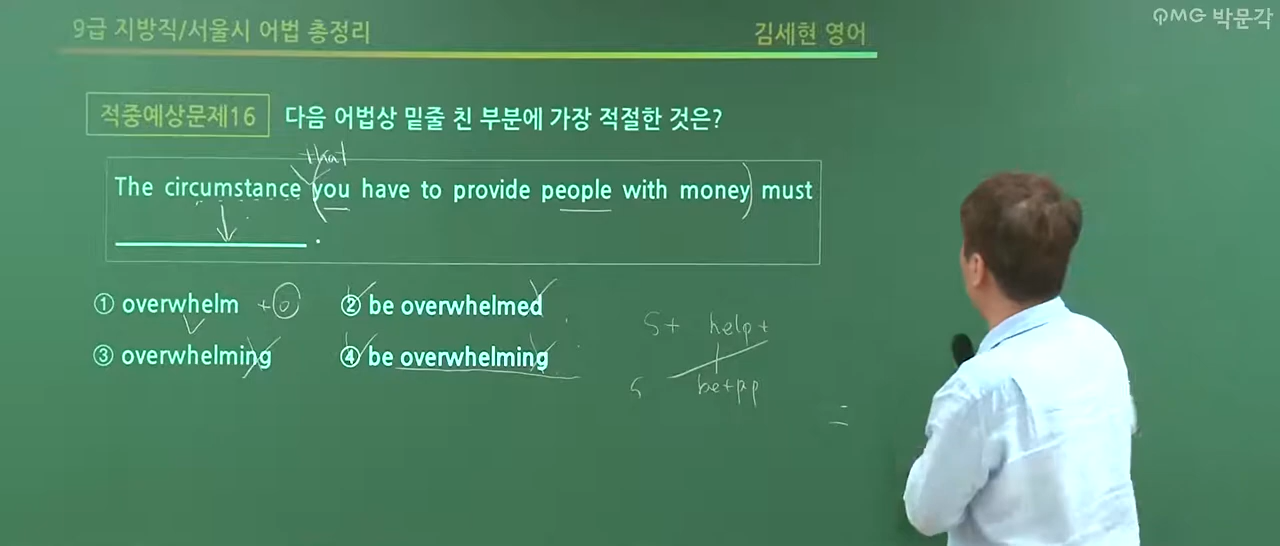 QMG 박문각
9급 지방직/서울시 어법 총정리 김세현 영어
적중예상문제16 다음 어법상 밑줄 친 부분에 가장 적절한 것은?
that
The circumstance you have to provide people with money must
① overwhelm +ⓞ ② be overwhelmed
③ overwhelming ④ be overwhelming
S+ help+
S be+pp
=